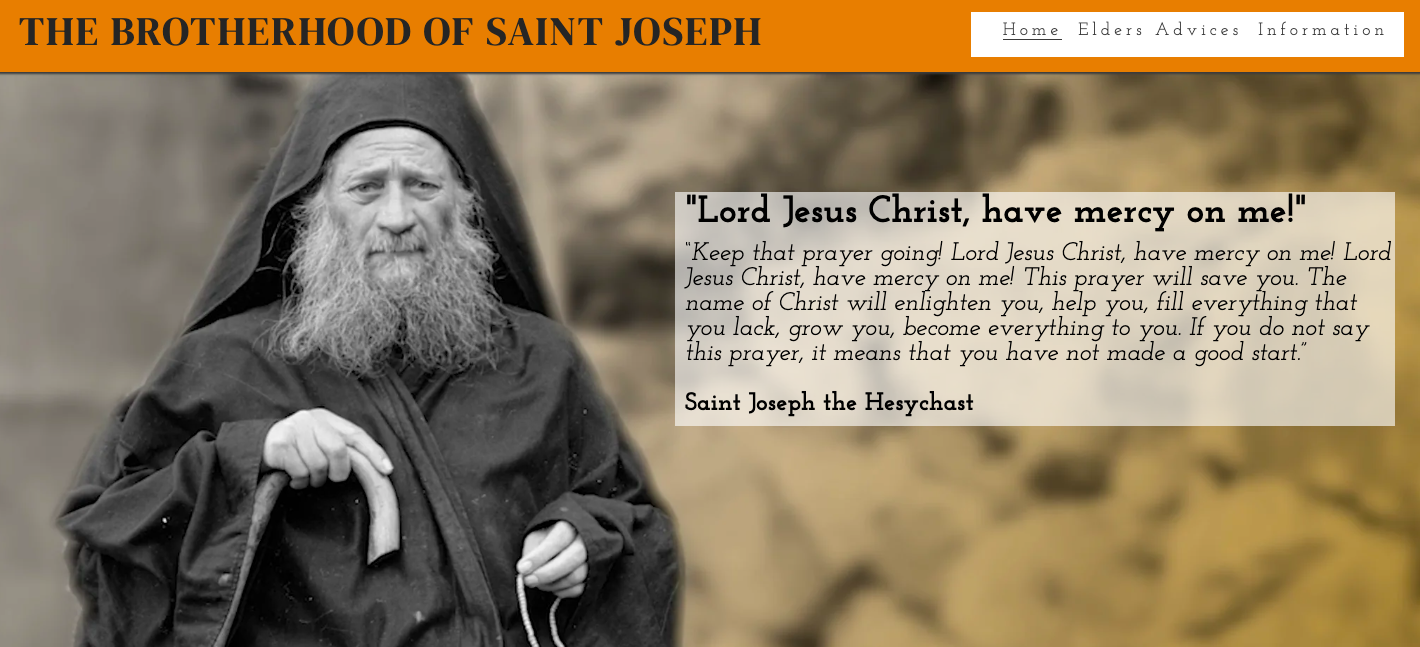 THE BROTHERHOOD OF SAINT JOSEPH
Home Elders Advices Information
"Lord Jesus Christ, have mercy on me!"
“Keep that prayer going! Lord Jesus Christ, have mercy on me! Lord
Jesus Christ, have mercy on me! This prayer will save you. The
name of Christ will enlighten you, help you, fill everything that
you lack, grow you, become everything to you. If you do not say
this prayer, it means that you have not made a good start.”
Saint Joseph the Hesychast